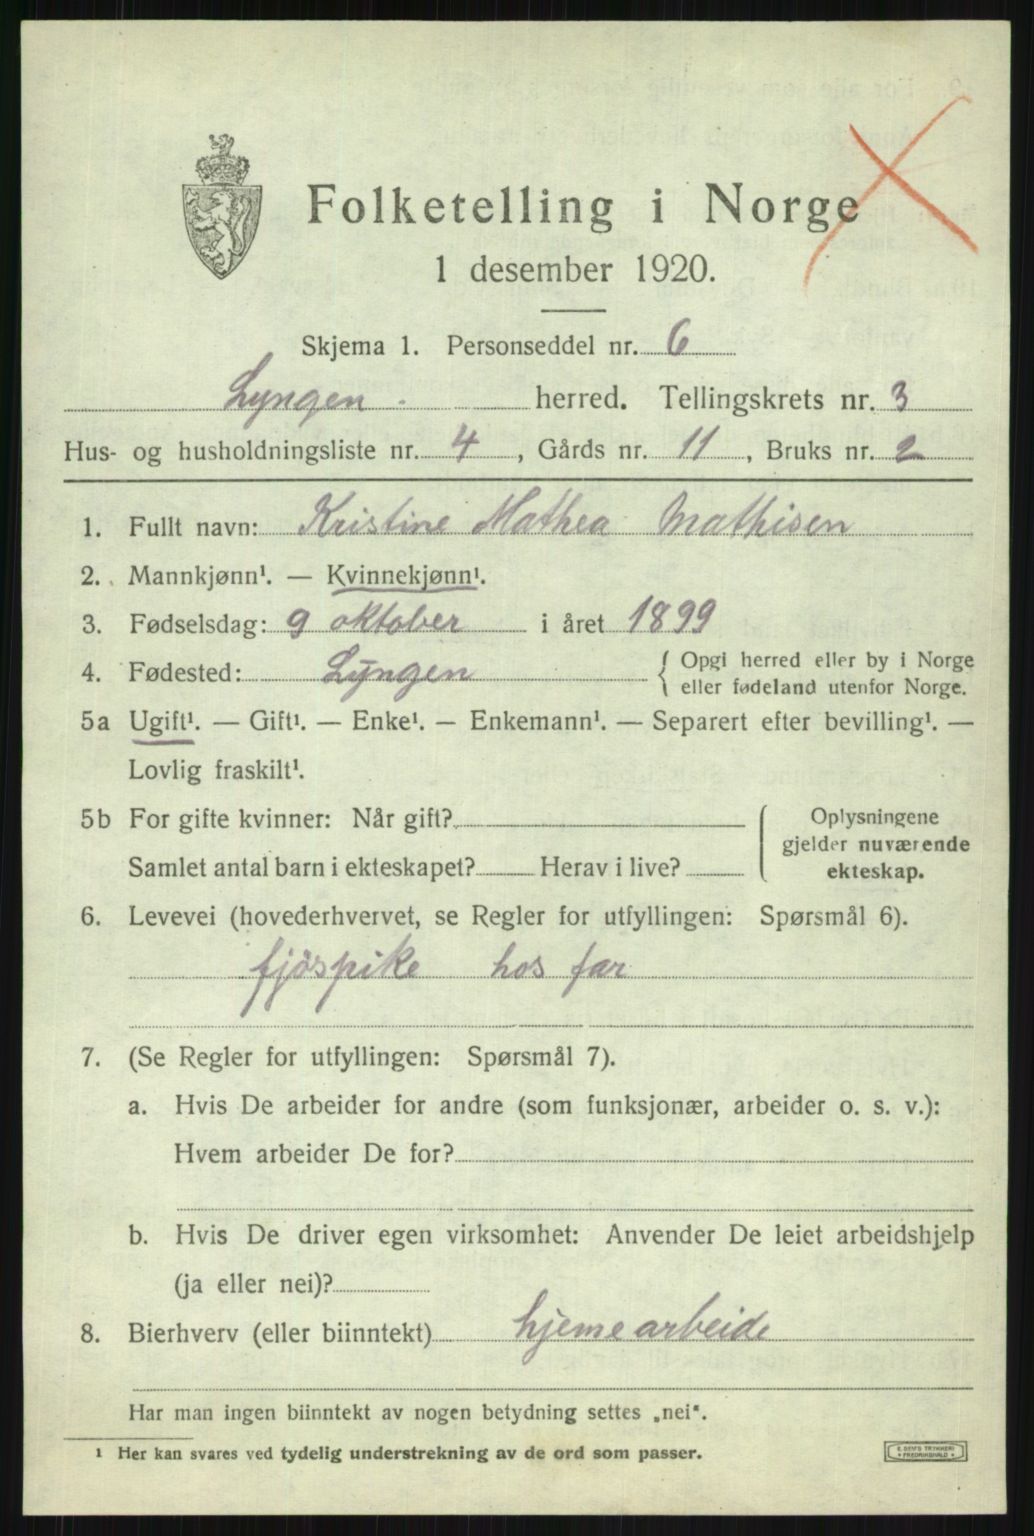 Folketelling i Norge
1 desember 1920.
Skjema 1. Personseddel nr. 6
Lyngen herred. Tellingskrets nr. 3
Hus- og husholdningsliste nr. 4, Gårds nr. 11, Bruks nr. 2
1. Fullt navn: Kristine Mathea Mathisen
2. Mannkjønn¹. — Kvinnekjønn¹.
3. Fødselsdag: 9 oktober i året 1899
4. Fødested: Lyngen { Opgi herred eller by i Norge
eller fødeland utenfor Norge.
5a Ugift¹. — Gift¹. — Enke¹. — Enkemann¹. — Separert efter bevilling¹. —
Lovlig fraskilt¹.
5b For gifte kvinner: Når gift? { Oplysningene
gjelder nuværende
Samlet antal barn i ekteskapet? Herav i live? ekteskap.
6. Levevei (hovederhvervet, se Regler for utfyllingen: Spørsmål 6).
fjöspike hos far
7. (Se Regler for utfyllingen: Spørsmål 7).
a. Hvis De arbeider for andre (som funksjonær, arbeider o. s. v.):
Hvem arbeider De for?
b. Hvis De driver egen virksomhet: Anvender De leiet arbeidshjelp
(ja eller nei)?
8. Bierhverv (eller biinntekt) hjemearbeide
Har man ingen biinntekt av nogen betydning settes „nei".
¹ Her kan svares ved tydelig understrekning av de ord som passer.